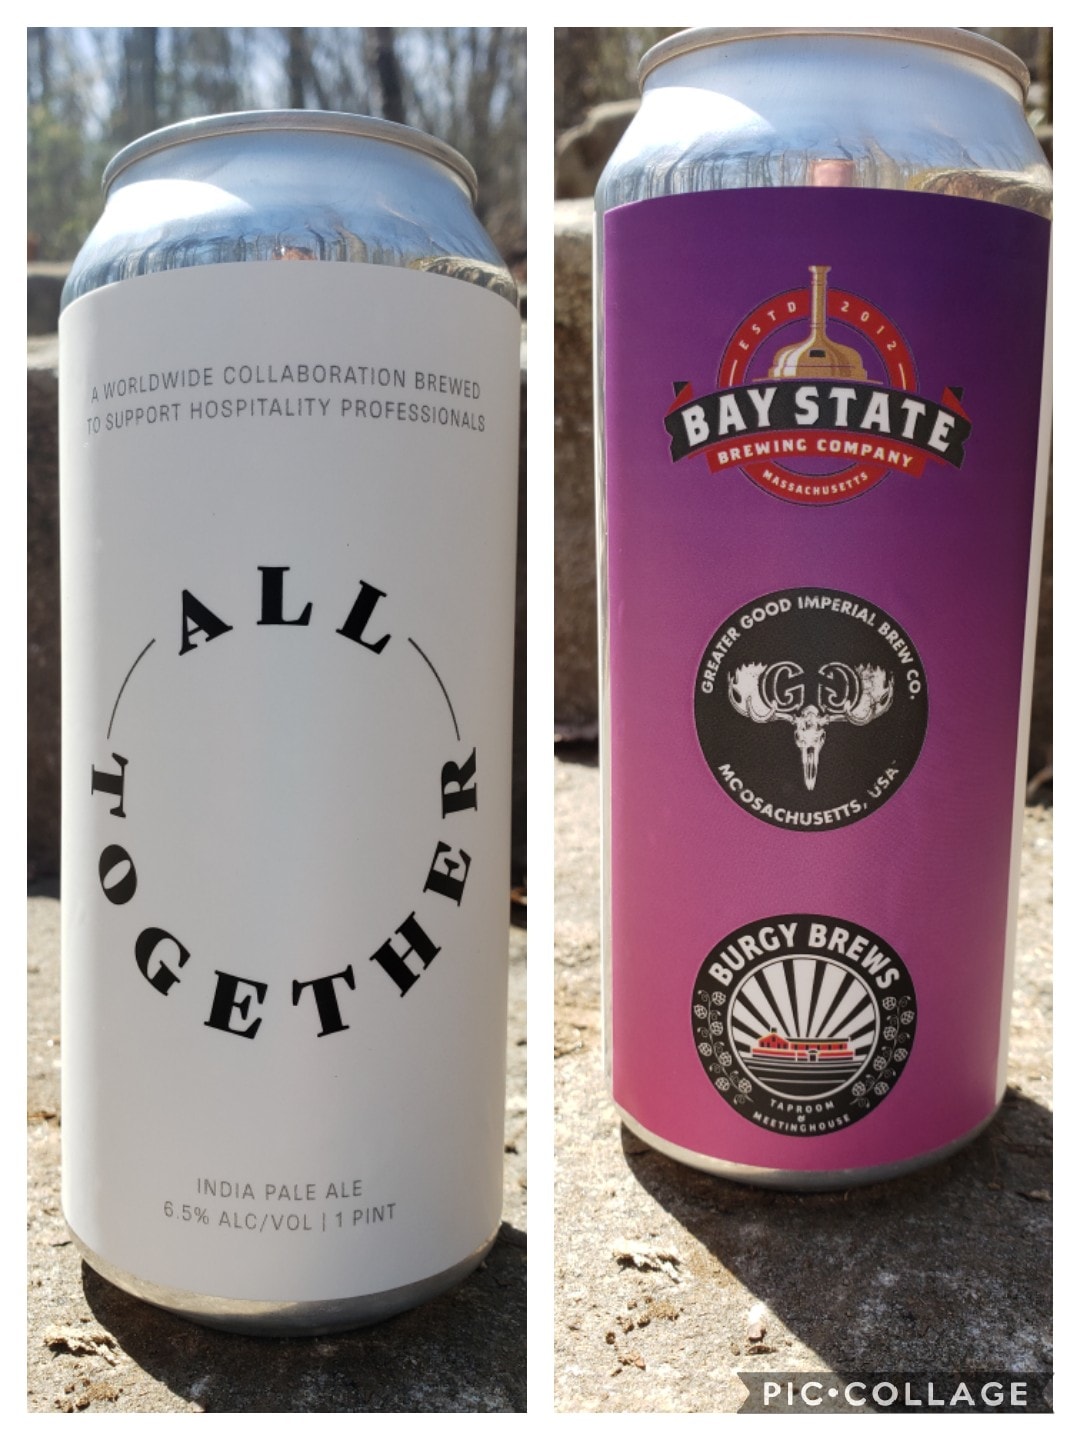 A WORLDWIDE COLLABORATION BREWED
TO SUPPORT HOSPITALITY PROFESSIONALS
ALL
TOGETHER
INDIA PALE ALE
6.5% ALC/VOL | 1 PINT
ESTD 2012
BAY STATE
BREWING COMPANY
MASSACHUSETTS
GREATER GOOD IMPERIAL BREW CO.
GG
MOOSACHUSETTS, USA
BURGY BREWS
TAPROOM
&
MEETINGHOUSE
PIC•COLLAGE